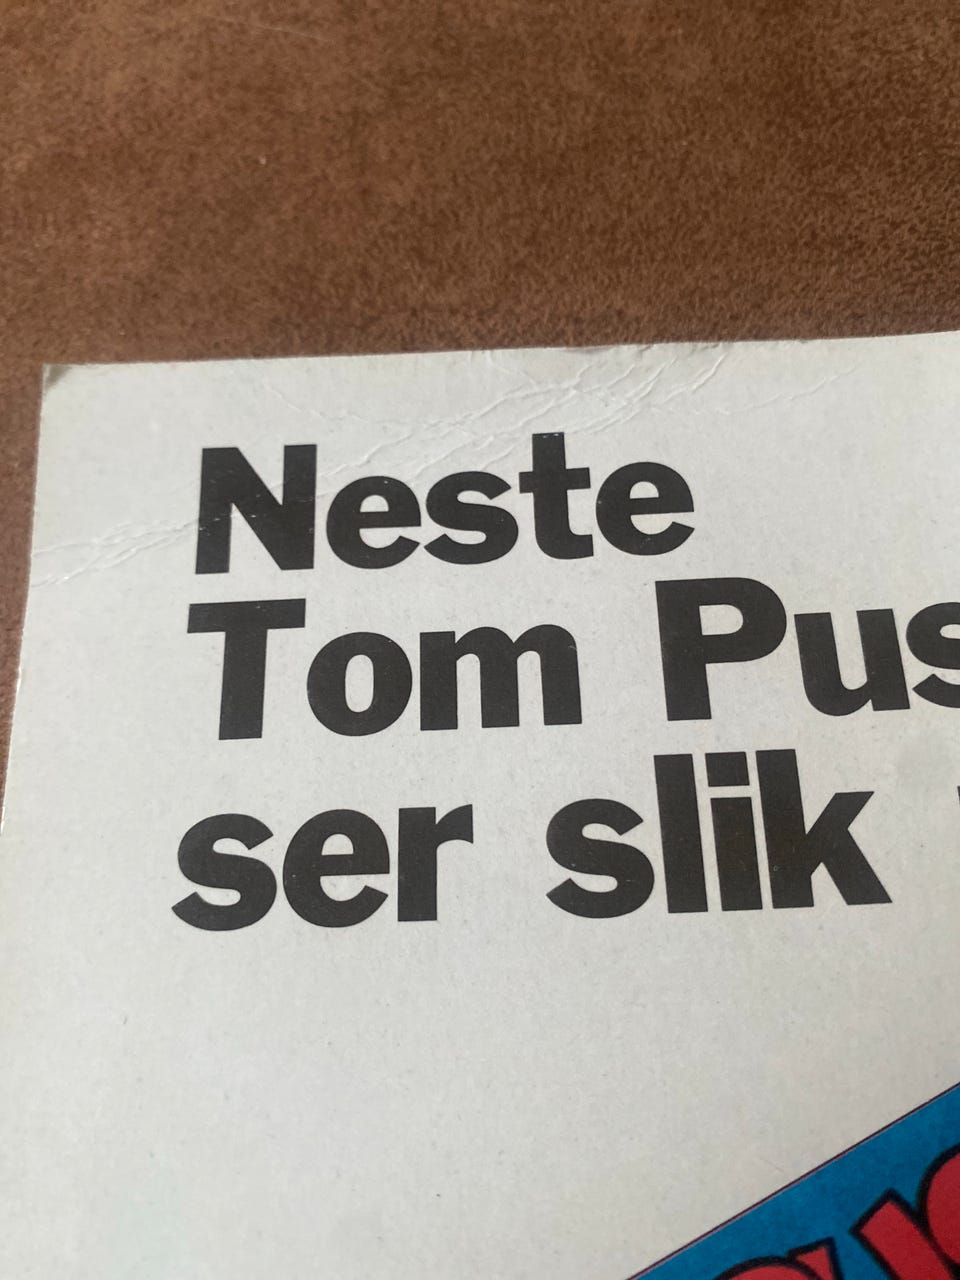 Neste
Tom Pus
ser slik